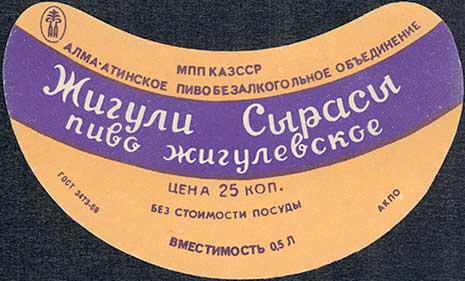 МПП КАЗССР
АЛМА-АТИНСКОЕ ПИВОБЕЗАЛКОГОЛЬНОЕ ОБЪЕДИНЕНИЕ
Жигули Сырасы
пиво жигулевское
ЦЕНА 25 КОП.
ГОСТ 3473-69
БЕЗ СТОИМОСТИ ПОСУДЫ
АКПО
ВМЕСТИМОСТЬ 0,5 Л